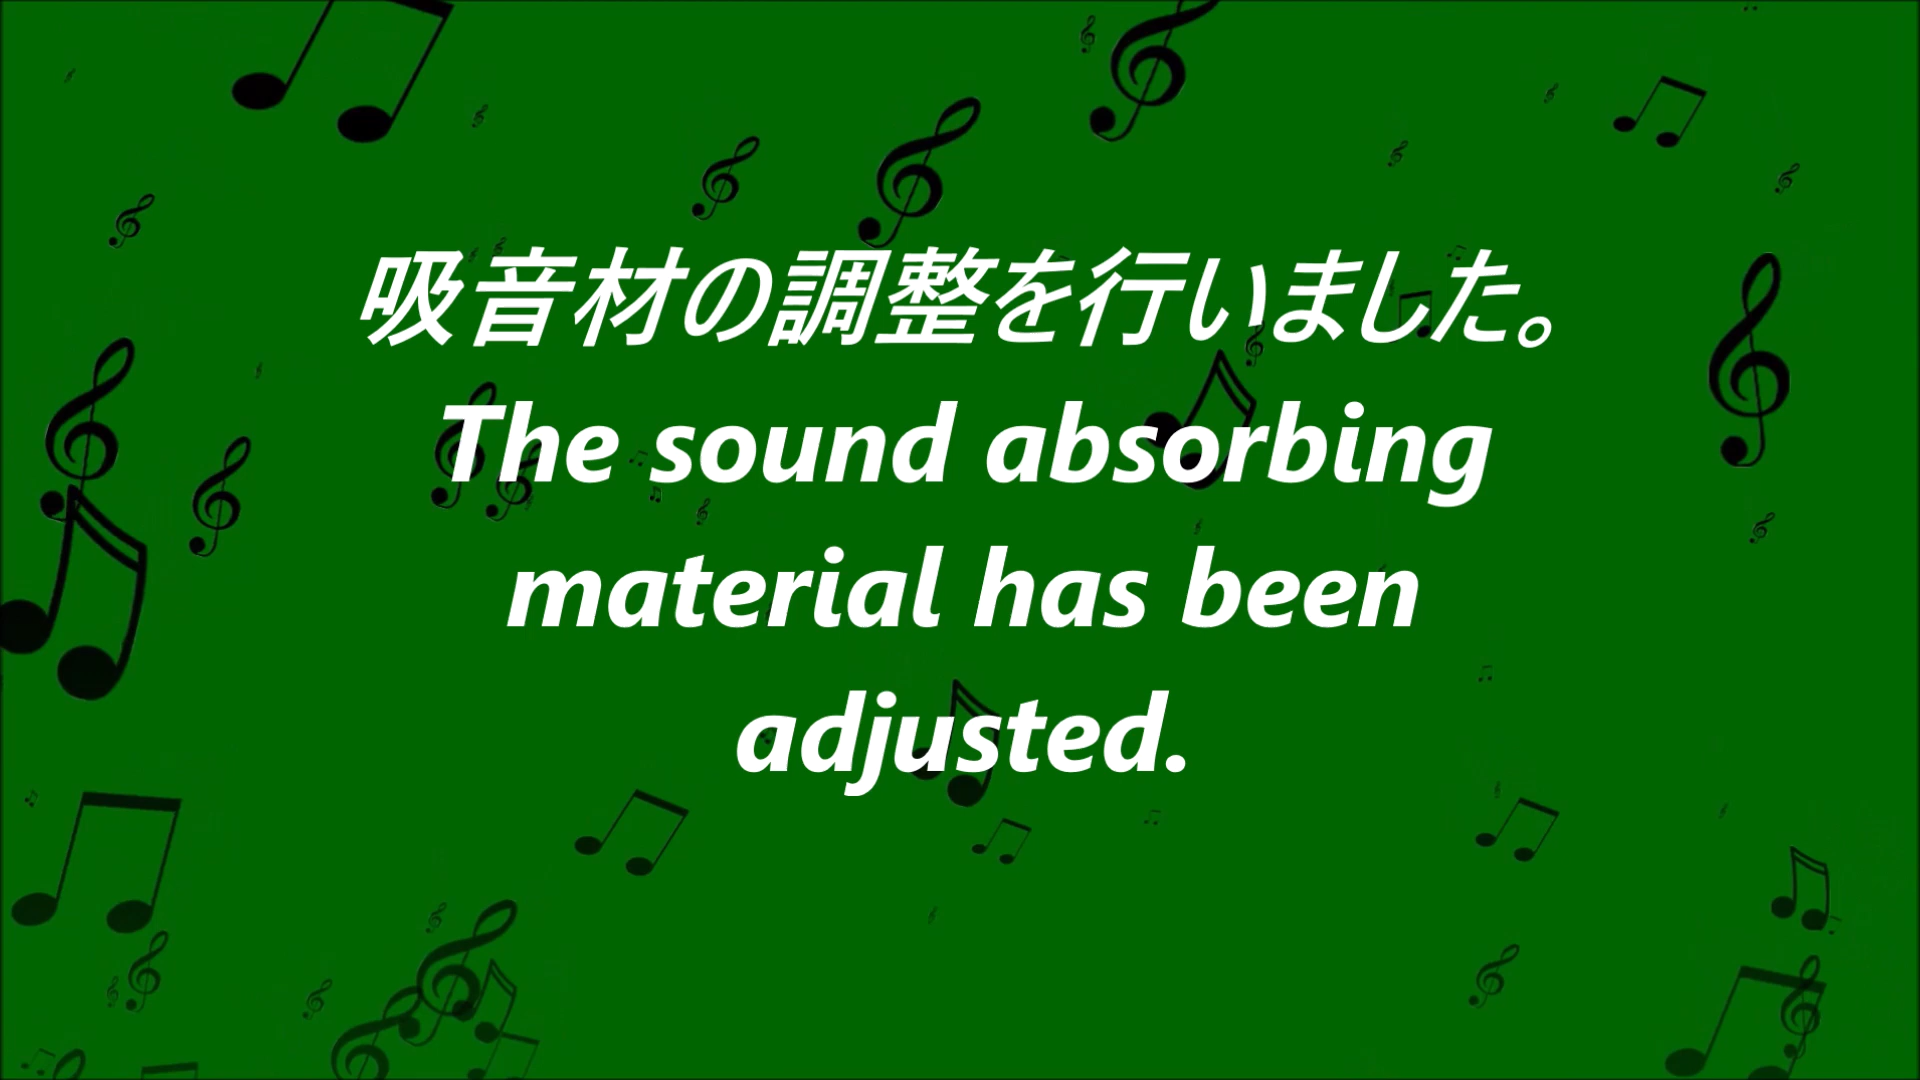 吸音材の調整を行いました。
The sound absorbing
material has been
adjusted.